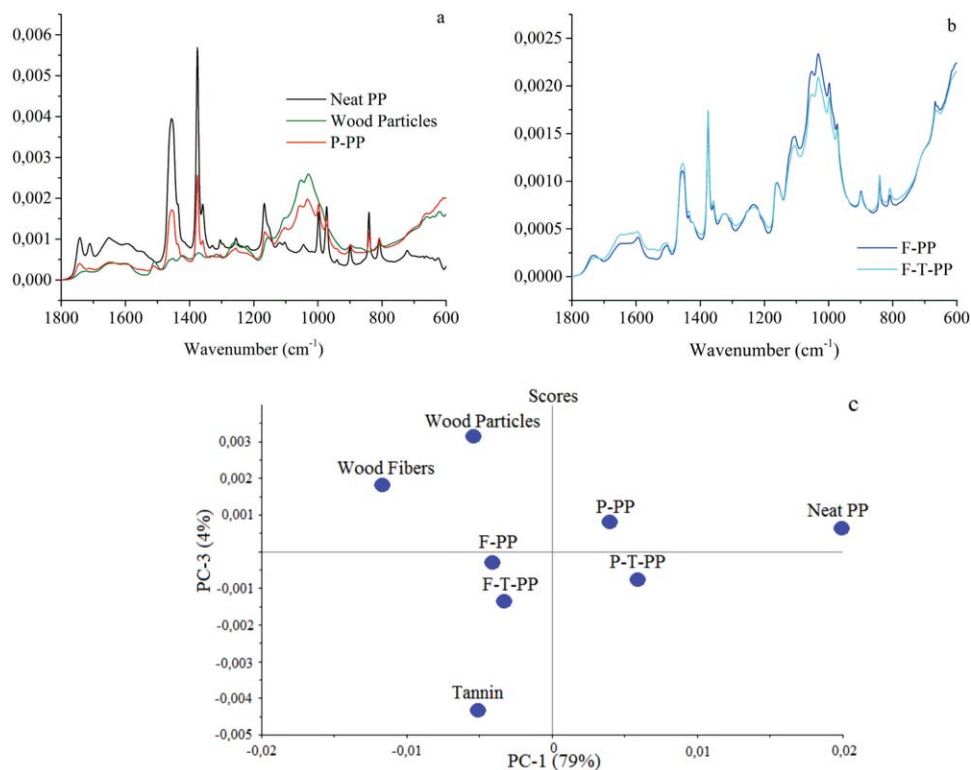 a
0,006
0,005
0,004
0,003
0,002
0,001
0,000
Neat PP
Wood Particles
P-PP
1800 1600 1400 1200 1000 800 600
Wavenumber (cm-1)
b
0,0025
0,0020
0,0015
0,0010
0,0005
0,0000
F-PP
F-T-PP
1800 1600 1400 1200 1000 800 600
Wavenumber (cm-1)
Scores
c
PC-3 (4%)
0,003
0,002
0,001
-0,001
-0,002
-0,003
-0,004
-0,005
Wood Particles
Wood Fibers
P-PP
Neat PP
F-PP
P-T-PP
F-T-PP
Tannin
-0,02 -0,01 0 0,01 0,02
PC-1 (79%)